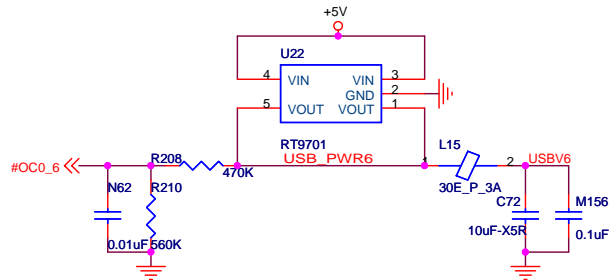 +5V
U22
4 VIN VIN 3
GND 2
5 VOUT VOUT 1
RT9701
L15
#OC0_6 R208 USB_PWR6 1 2 USBV6
470K 30E_P_3A
N62 R210 C72 M156
10uF-X5R 0.1uF
0.01uF 560K